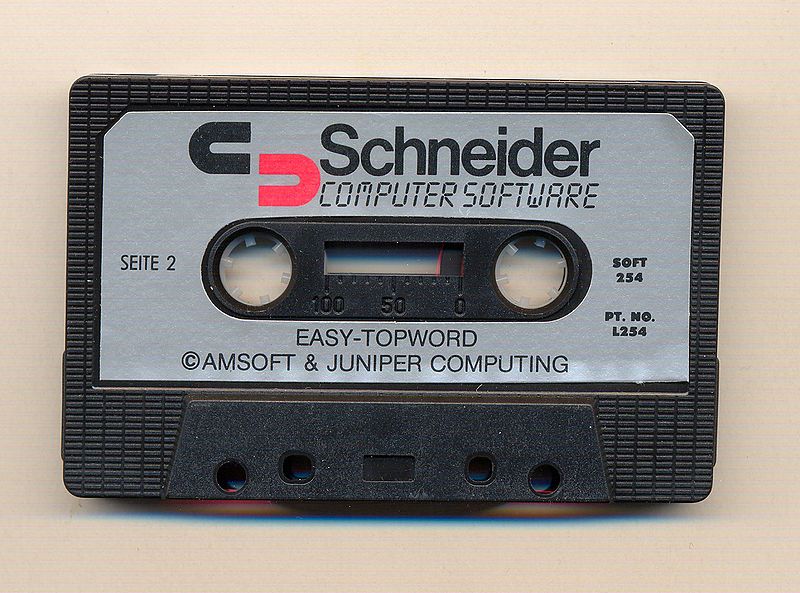 Schneider
COMPUTER SOFTWARE
SEITE 2
SOFT
254
PT. NO.
L254
100 50 0
EASY-TOPWORD
©AMSOFT & JUNIPER COMPUTING